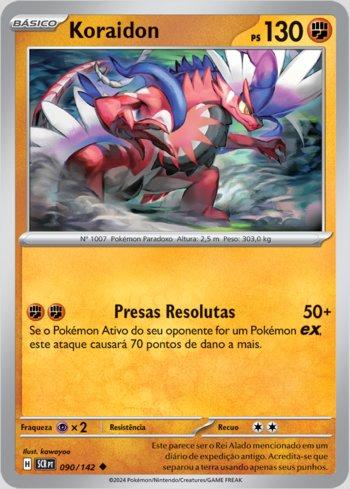 BÁSICO
Koraidon
PS 130
Nº 1007 Pokémon Paradoxo Altura: 2,5 m Peso: 303,0 kg
Presas Resolutas 50+
Se o Pokémon Ativo do seu oponente for um Pokémon ex,
este ataque causará 70 pontos de dano a mais.
Fraqueza ×2 Resistência Recuo
Ilust. kawayoo
H SCR PT 090/142
Parece ser o Rei Alado mencionado em um
diário de expedição antigo. Acredita-se que
separou a terra usando apenas seus punhos.
©2024 Pokémon/Nintendo/Creatures/GAME FREAK